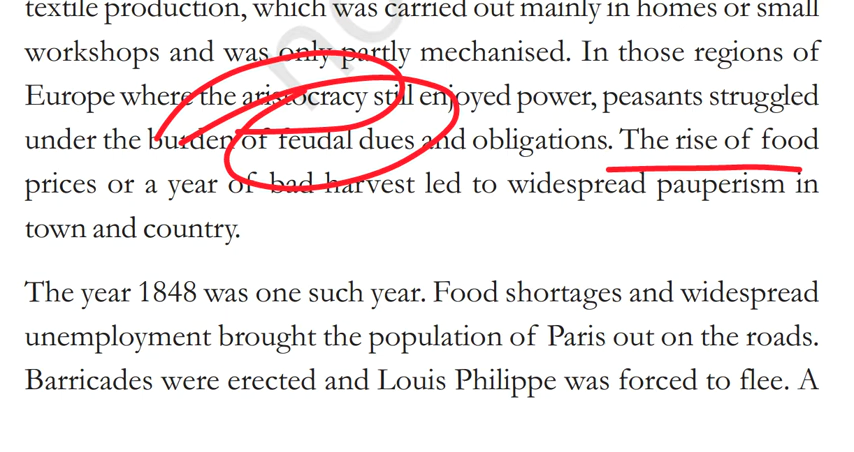 textile production, which was carried out mainly in homes or small
workshops and was only partly mechanised. In those regions of
Europe where the aristocracy still enjoyed power, peasants struggled
under the burden of feudal dues and obligations. The rise of food
prices or a year of bad harvest led to widespread pauperism in
town and country.
The year 1848 was one such year. Food shortages and widespread
unemployment brought the population of Paris out on the roads.
Barricades were erected and Louis Philippe was forced to flee. A